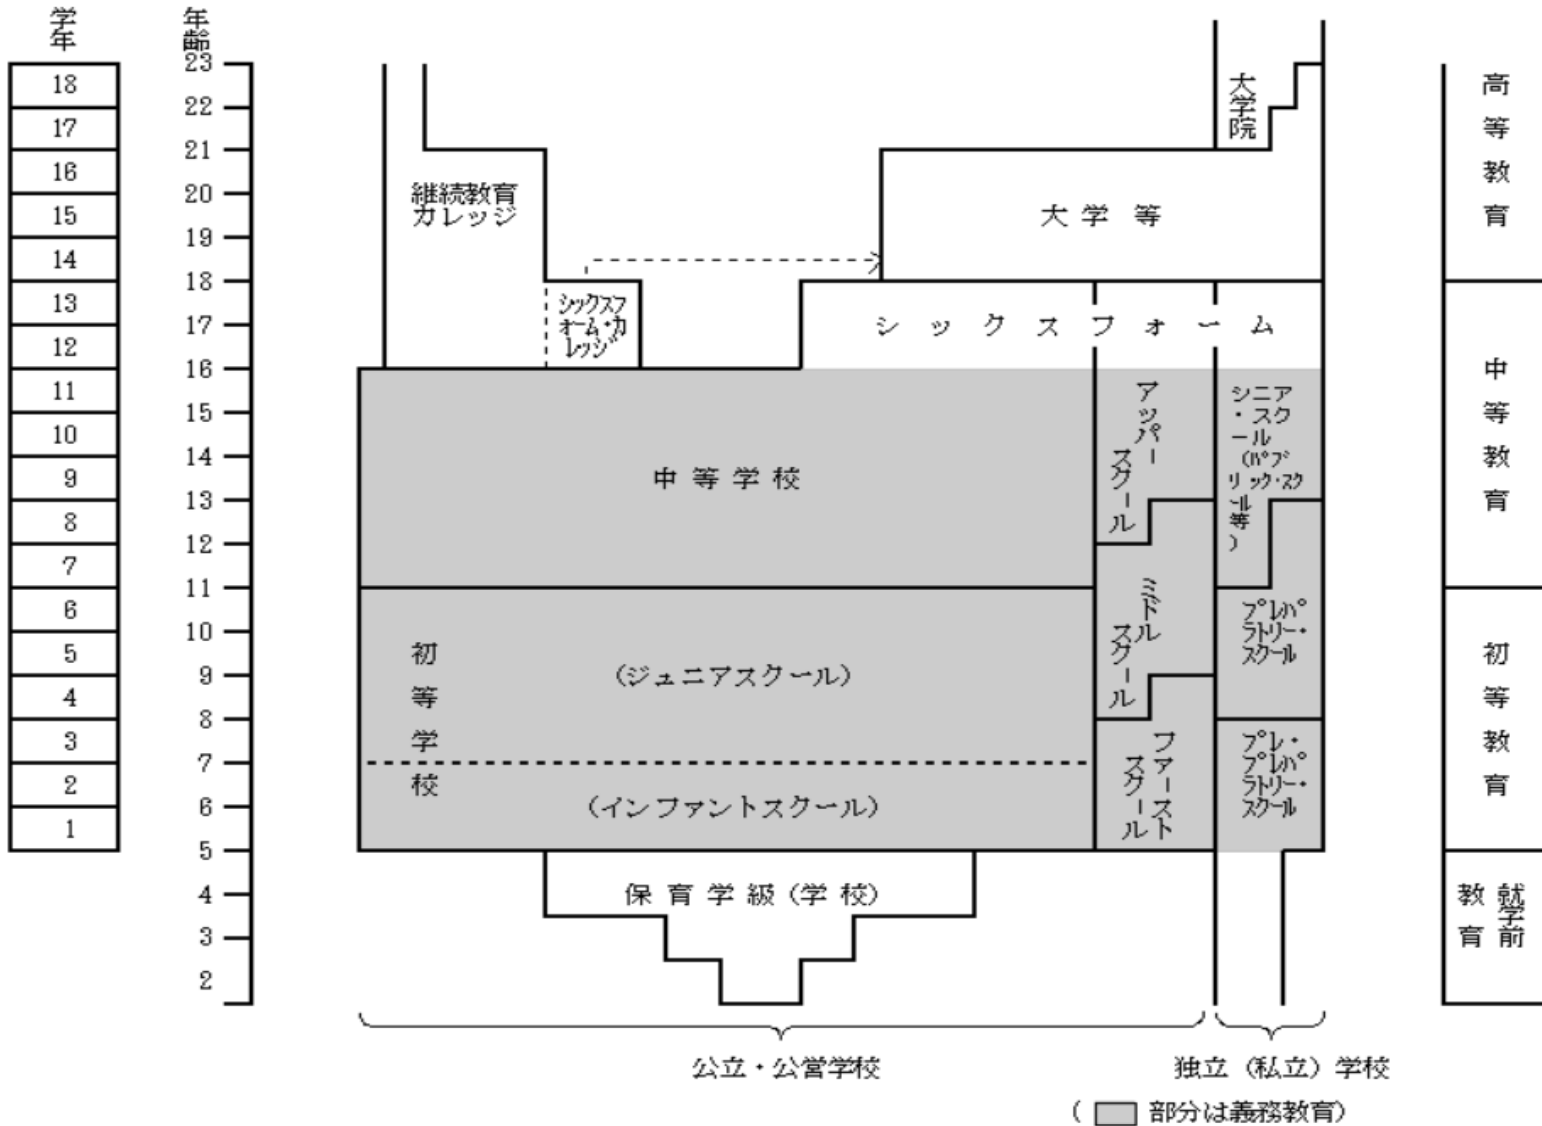 学年
年齢
18
17
16
15
14
13
12
11
10
9
8
7
6
5
4
3
2
1
23
22
21
20
19
18
17
16
15
14
13
12
11
10
9
8
7
6
5
4
3
2
継続教育
カレッジ
シックスフ
ォーム・カ
レッジ
大学院
大学等
シックスフォーム
中等学校
アッパー
スクール
シニア
・スク
ール
(パブ
リック・スク
ール等
)
ミドル
スクール
プレパ
ラトリー・
スクール
初等学校
(ジュニアスクール)
(インファントスクール)
ファースト
スクール
プレ・
プレパ
ラトリー・
スクール
保育学級(学校)
高等教育
中等教育
初等教育
就学前
教育
公立・公営学校
独立(私立)学校
( 部分は義務教育)